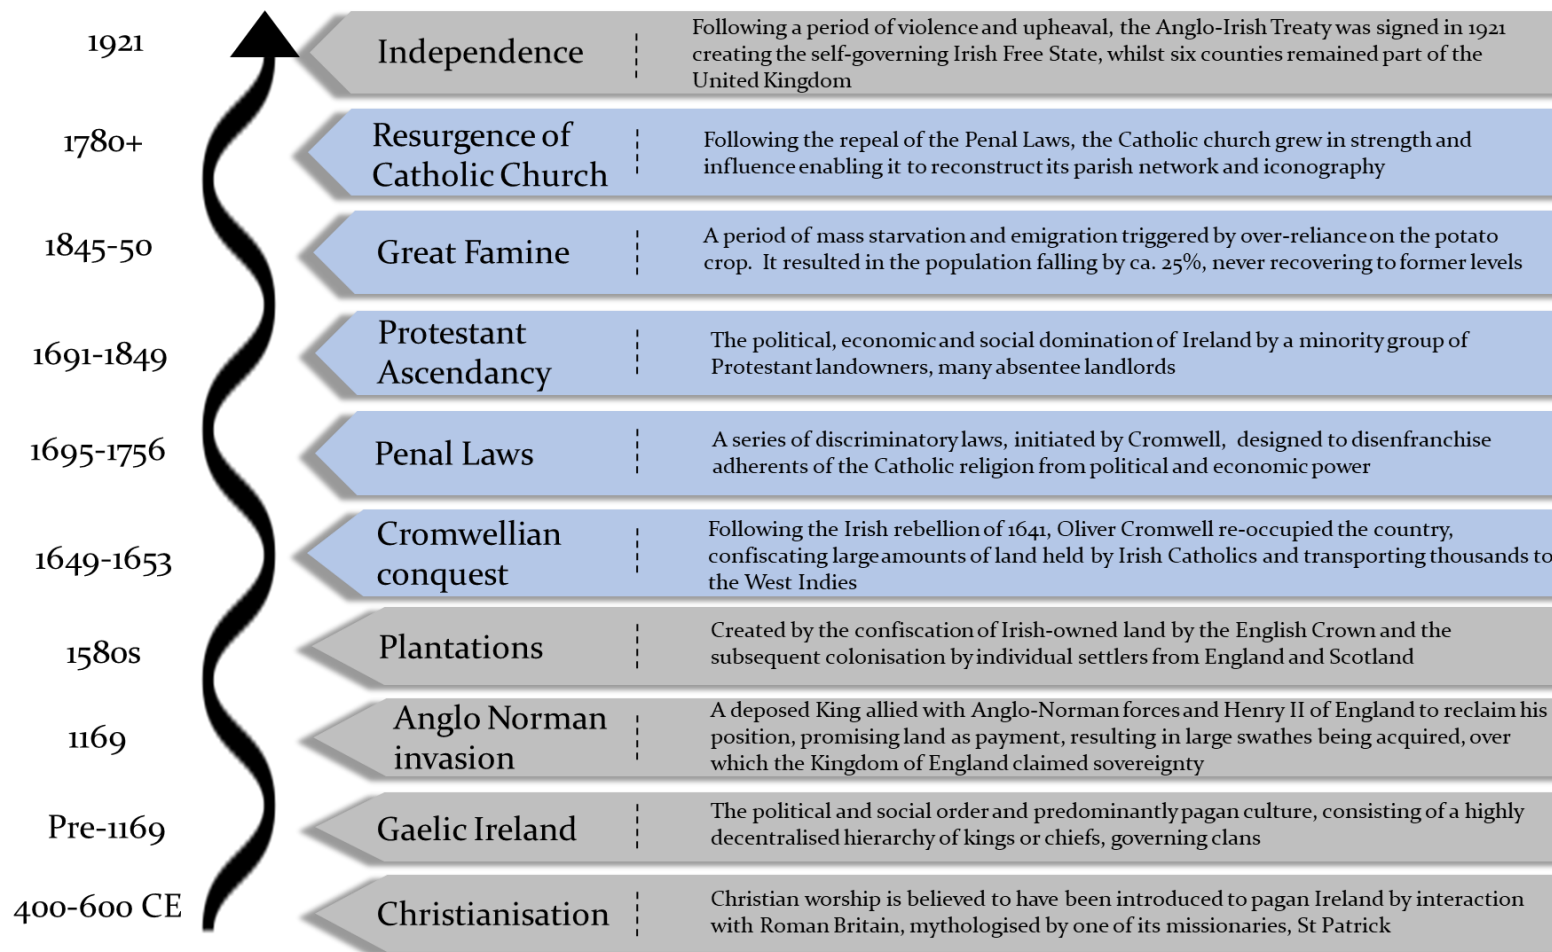 1921
Independence
Following a period of violence and upheaval, the Anglo-Irish Treaty was signed in 1921
creating the self-governing Irish Free State, whilst six counties remained part of the
United Kingdom
1780+
Resurgence of
Catholic Church
Following the repeal of the Penal Laws, the Catholic church grew in strength and
influence enabling it to reconstruct its parish network and iconography
1845-50
Great Famine
A period of mass starvation and emigration triggered by over-reliance on the potato
crop. It resulted in the population falling by ca. 25%, never recovering to former levels
1691-1849
Protestant
Ascendancy
The political, economic and social domination of Ireland by a minority group of
Protestant landowners, many absentee landlords
1695-1756
Penal Laws
A series of discriminatory laws, initiated by Cromwell, designed to disenfranchise
adherents of the Catholic religion from political and economic power
1649-1653
Cromwellian
conquest
Following the Irish rebellion of 1641, Oliver Cromwell re-occupied the country,
confiscating large amounts of land held by Irish Catholics and transporting thousands to
the West Indies
1580s
Plantations
Created by the confiscation of Irish-owned land by the English Crown and the
subsequent colonisation by individual settlers from England and Scotland
1169
Anglo Norman
invasion
A deposed King allied with Anglo-Norman forces and Henry II of England to reclaim his
position, promising land as payment, resulting in large swathes being acquired, over
which the Kingdom of England claimed sovereignty
Pre-1169
Gaelic Ireland
The political and social order and predominantly pagan culture, consisting of a highly
decentralised hierarchy of kings or chiefs, governing clans
400-600 CE
Christianisation
Christian worship is believed to have been introduced to pagan Ireland by interaction
with Roman Britain, mythologised by one of its missionaries, St Patrick